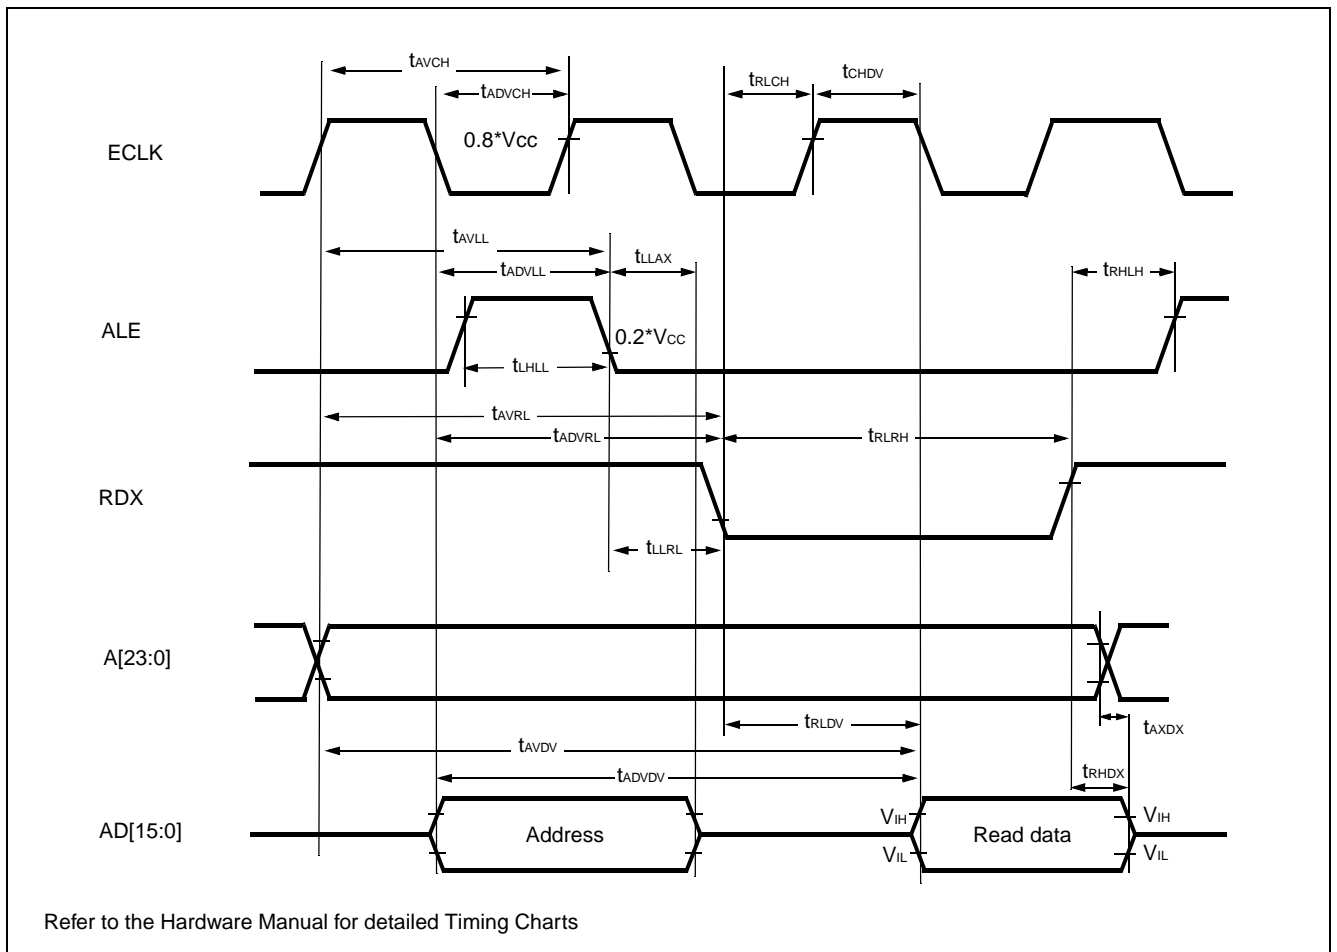 tAVCH
tRLCH
tCHDV
tADVCH
0.8*Vcc
ECLK
tAVLL
tLLAX
tADVLL
tRHLH
ALE
0.2*VCC
tLHLL
tAVRL
tADVRL
tRLRH
RDX
tLLRL
A[23:0]
tRLDV
tAXDX
tAVDV
tADVDV
tRHDX
AD[15:0]
Address
VIH
VIL
Read data
VIH
VIL
Refer to the Hardware Manual for detailed Timing Charts